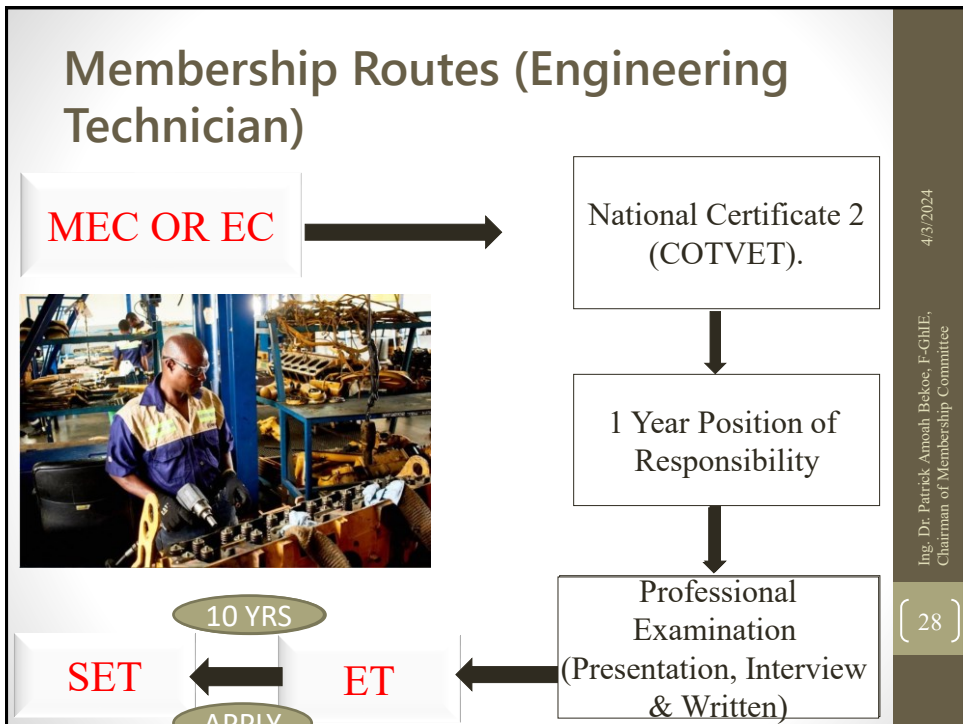 Membership Routes (Engineering
Technician)
MEC OR EC
National Certificate 2
(COTVET).
1 Year Position of
Responsibility
Professional
Examination
(Presentation, Interview
& Written)
10 YRS
SET
ET
APPLY
4/3/2024
Ing. Dr. Patrick Amoah Bekoe, F-GhIE,
Chairman of Membership Committee
28